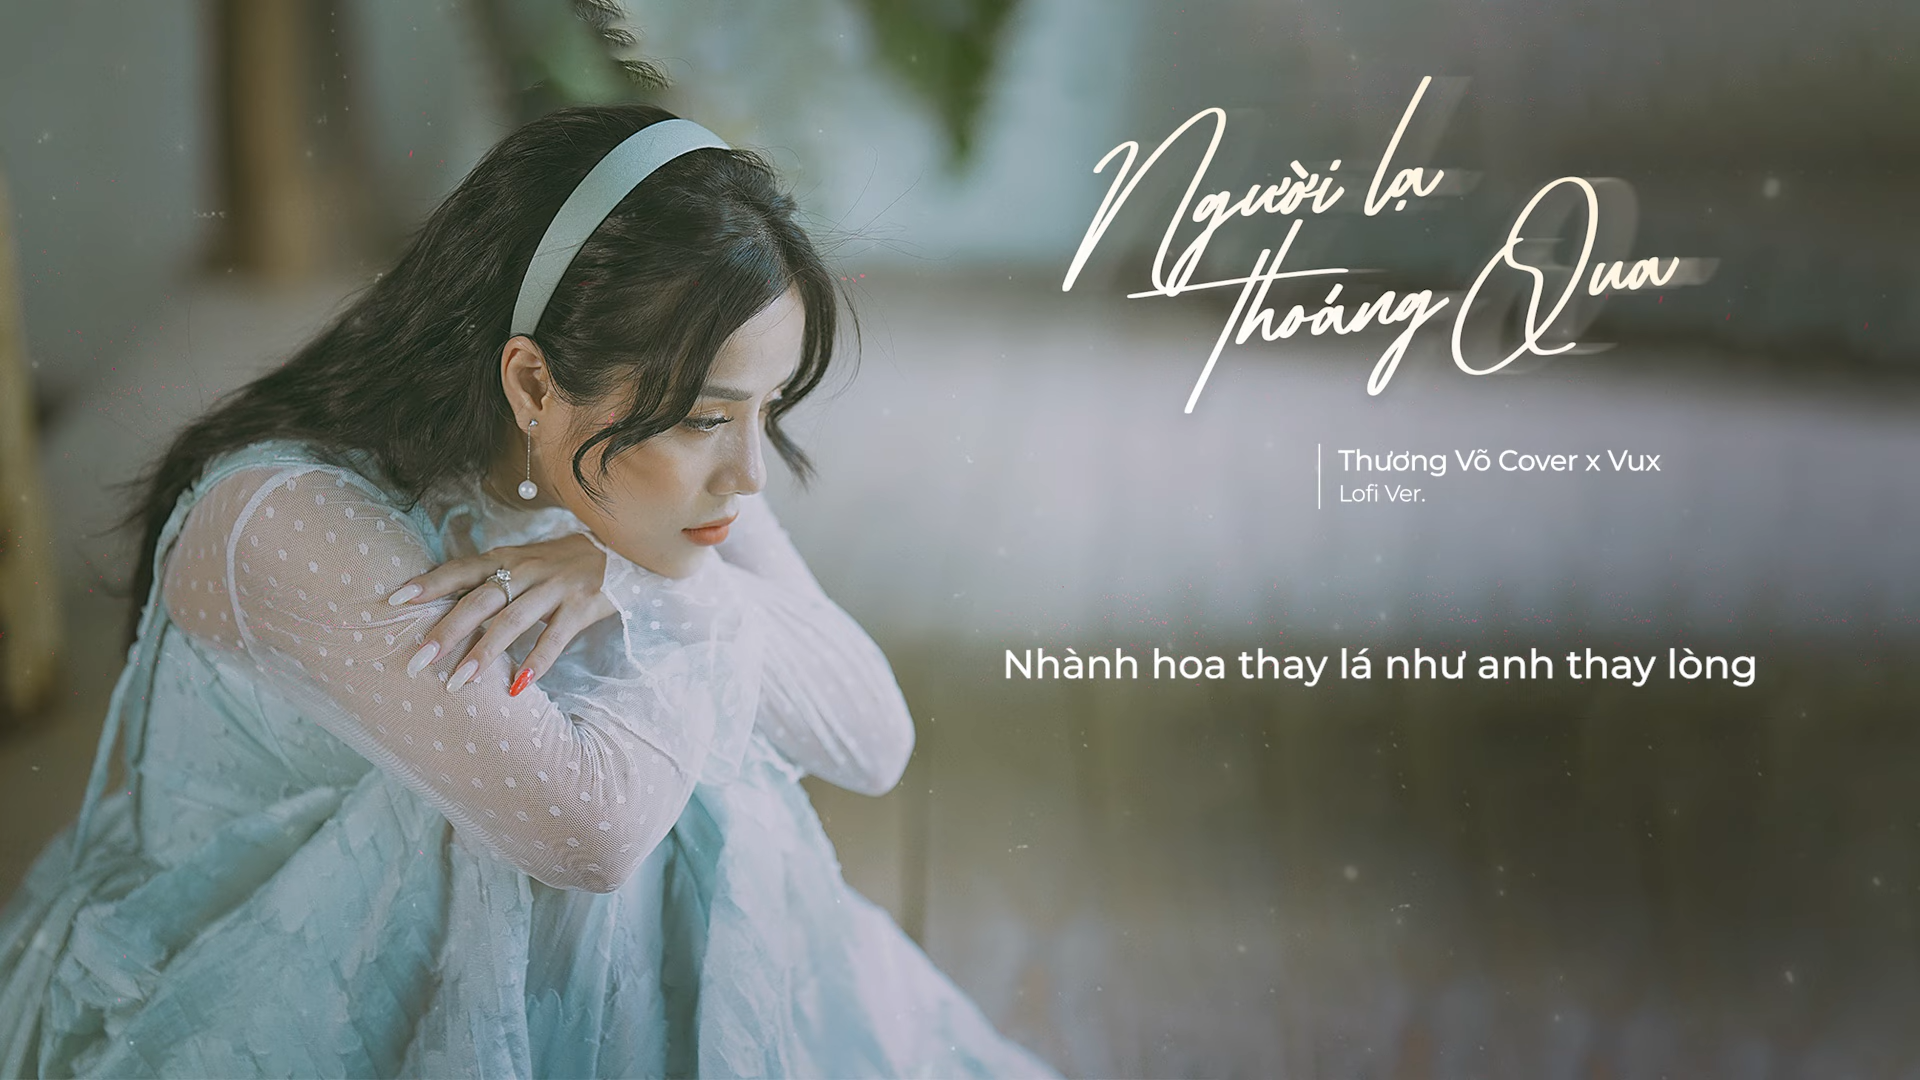 Người lạ
Thoáng Qua
Thương Võ Cover x Vux
Lofi Ver.
Nhành hoa thay lá như anh thay lòng